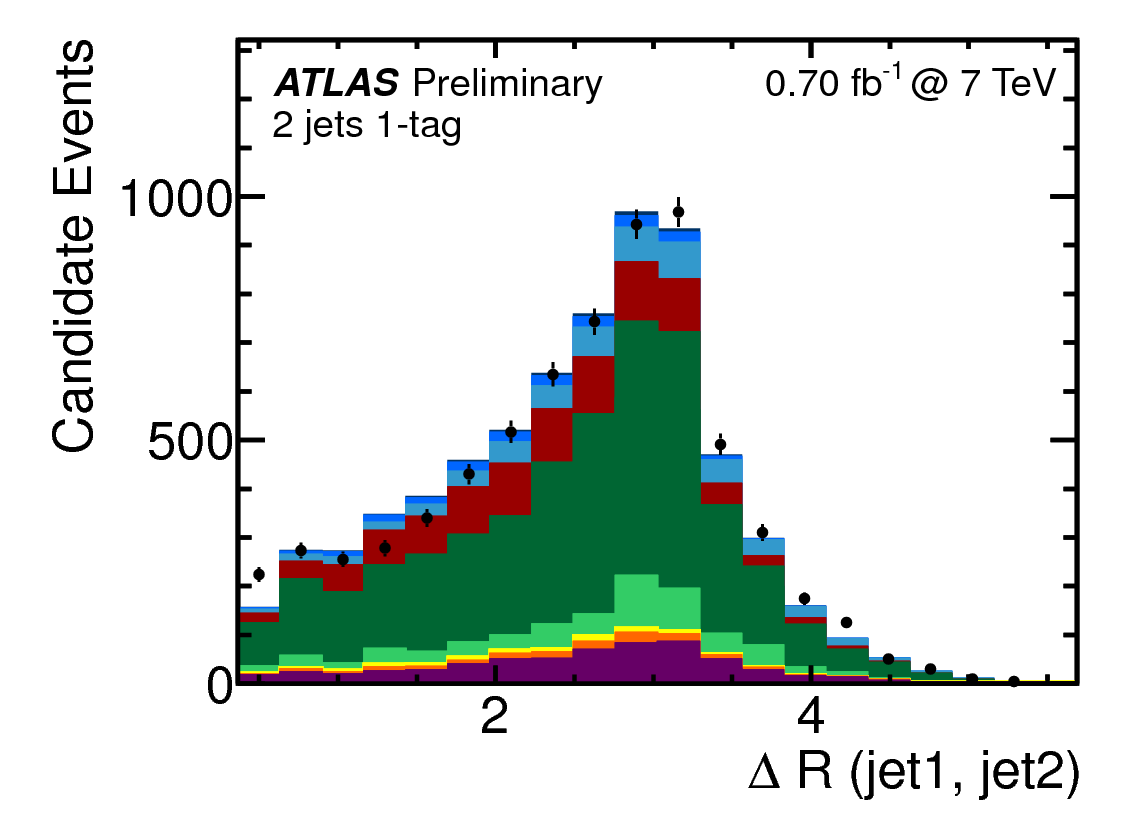 ATLAS Preliminary
0.70 fb⁻¹ @ 7 TeV
2 jets 1-tag
Candidate Events
1000
500
0
2
4
Δ R (jet1, jet2)